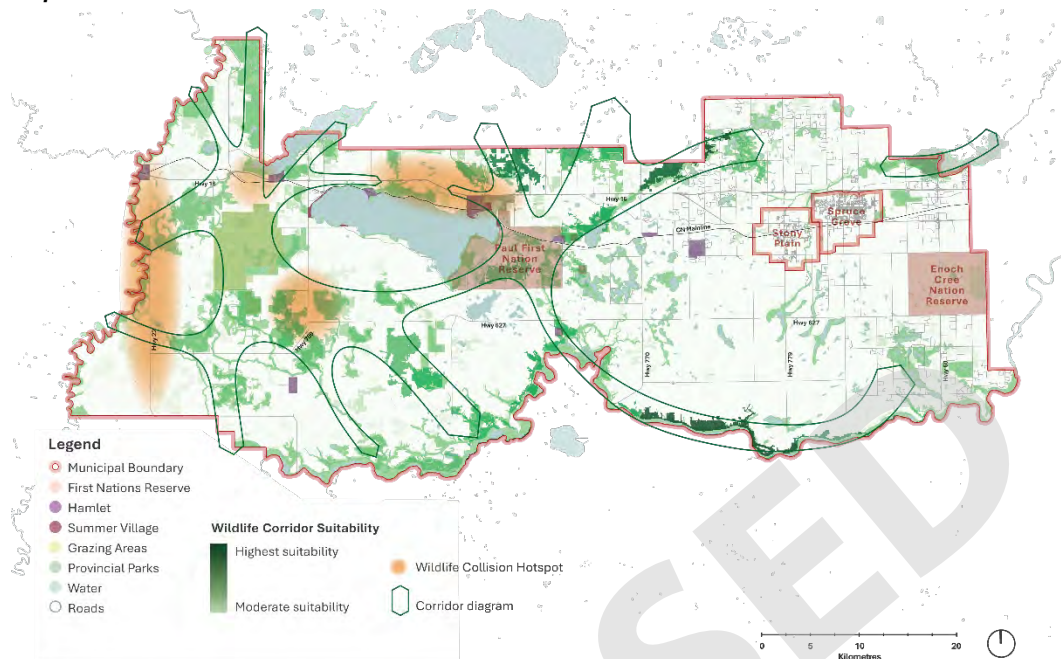 Hwy 16
Hwy 16
Spruce
Grove
CN Mainline
Stony
Plain
Paul First
Nation
Reserve
Enoch
Cree
Nation
Reserve
Hwy 627
Hwy 627
Hwy 22
Hwy 770
Hwy 779
Legend
Municipal Boundary
First Nations Reserve
Hamlet
Summer Village
Grazing Areas
Provincial Parks
Water
Roads
Wildlife Corridor Suitability
Highest suitability
Moderate suitability
Wildlife Collision Hotspot
Corridor diagram
SED
0 5 10 20
Kilometres